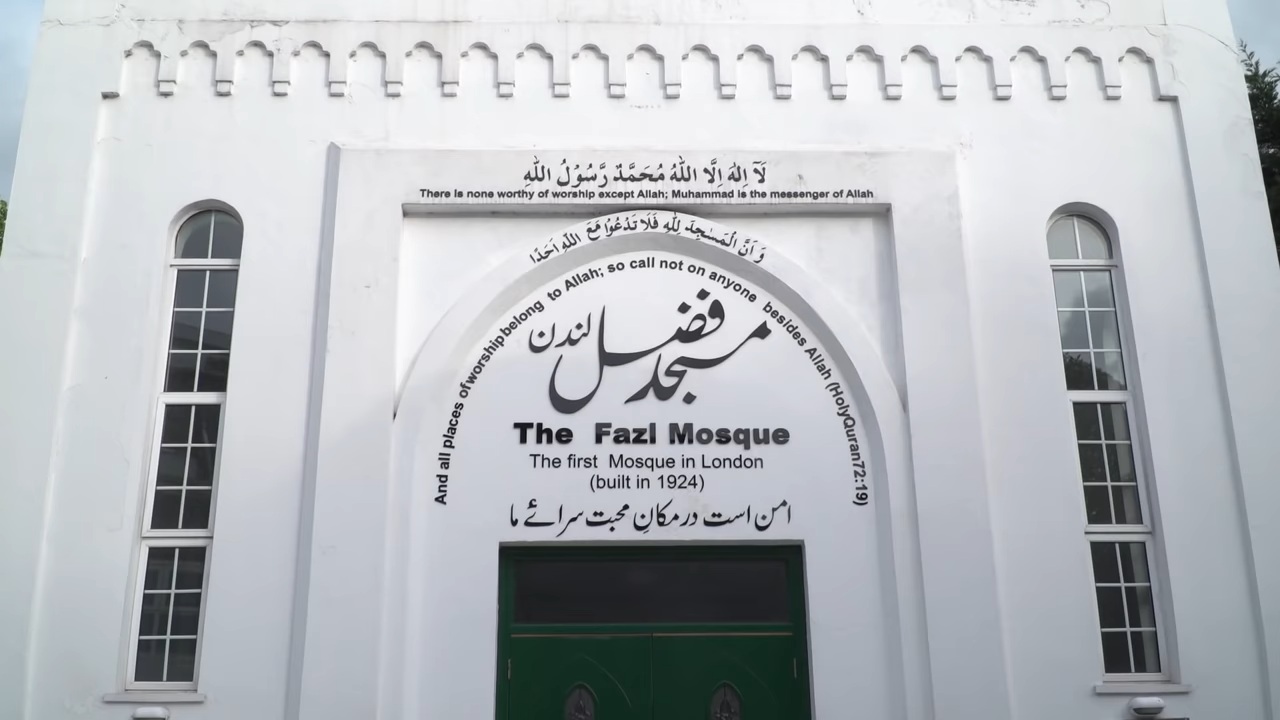 لَآ اِلٰهَ اِلَّا اللّٰهُ مُحَمَّدٌ رَّسُوْلُ اللّٰهِ
There is none worthy of worship except Allah; Muhammad is the messenger of Allah
وَ اَنَّ الْمَسٰجِدَ لِلّٰهِ فَلَا تَدْعُوْا مَعَ اللّٰهِ اَحَدًا
And all places of worship belong to Allah; so call not on anyone besides Allah (HolyQuran72:19)
مسجد فضل لندن
The Fazl Mosque
The first Mosque in London
(built in 1924)
امن است در مکانِ محبت سرائے ما